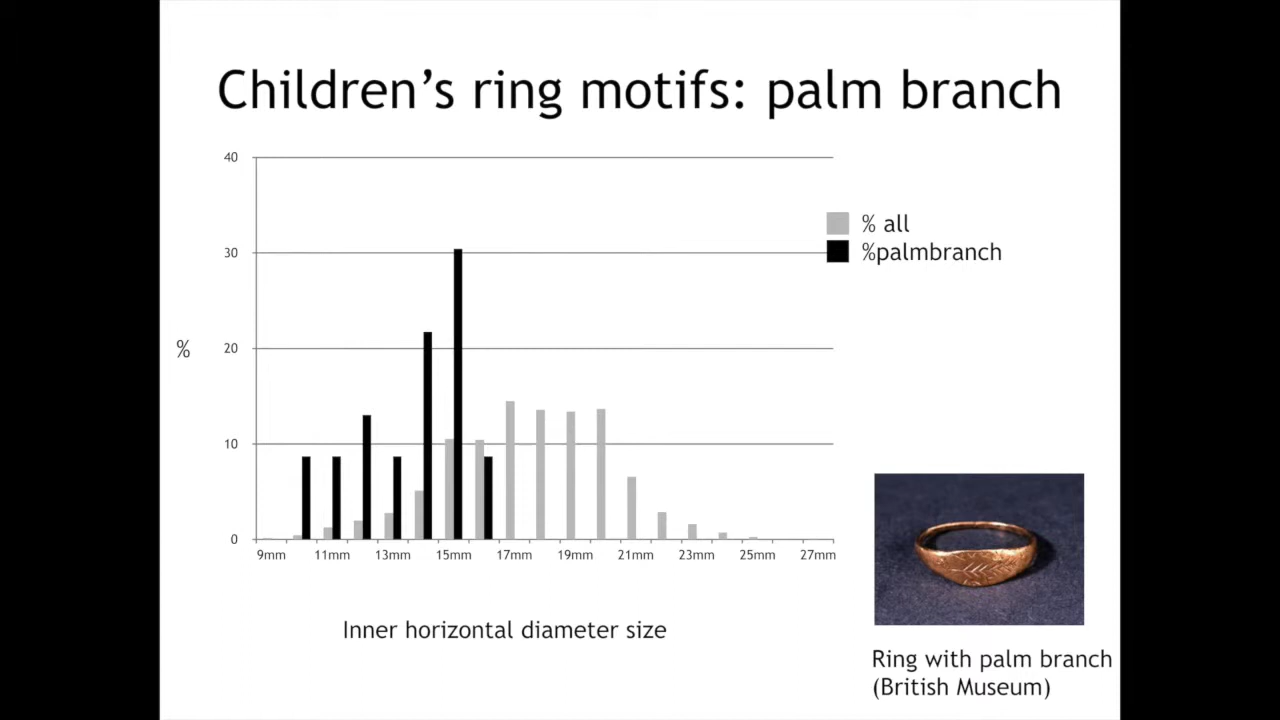 Children's ring motifs: palm branch
40
30
20
10
0
%
% all
%palmbranch
9mm 11mm 13mm 15mm 17mm 19mm 21mm 23mm 25mm 27mm
Inner horizontal diameter size
Ring with palm branch
(British Museum)